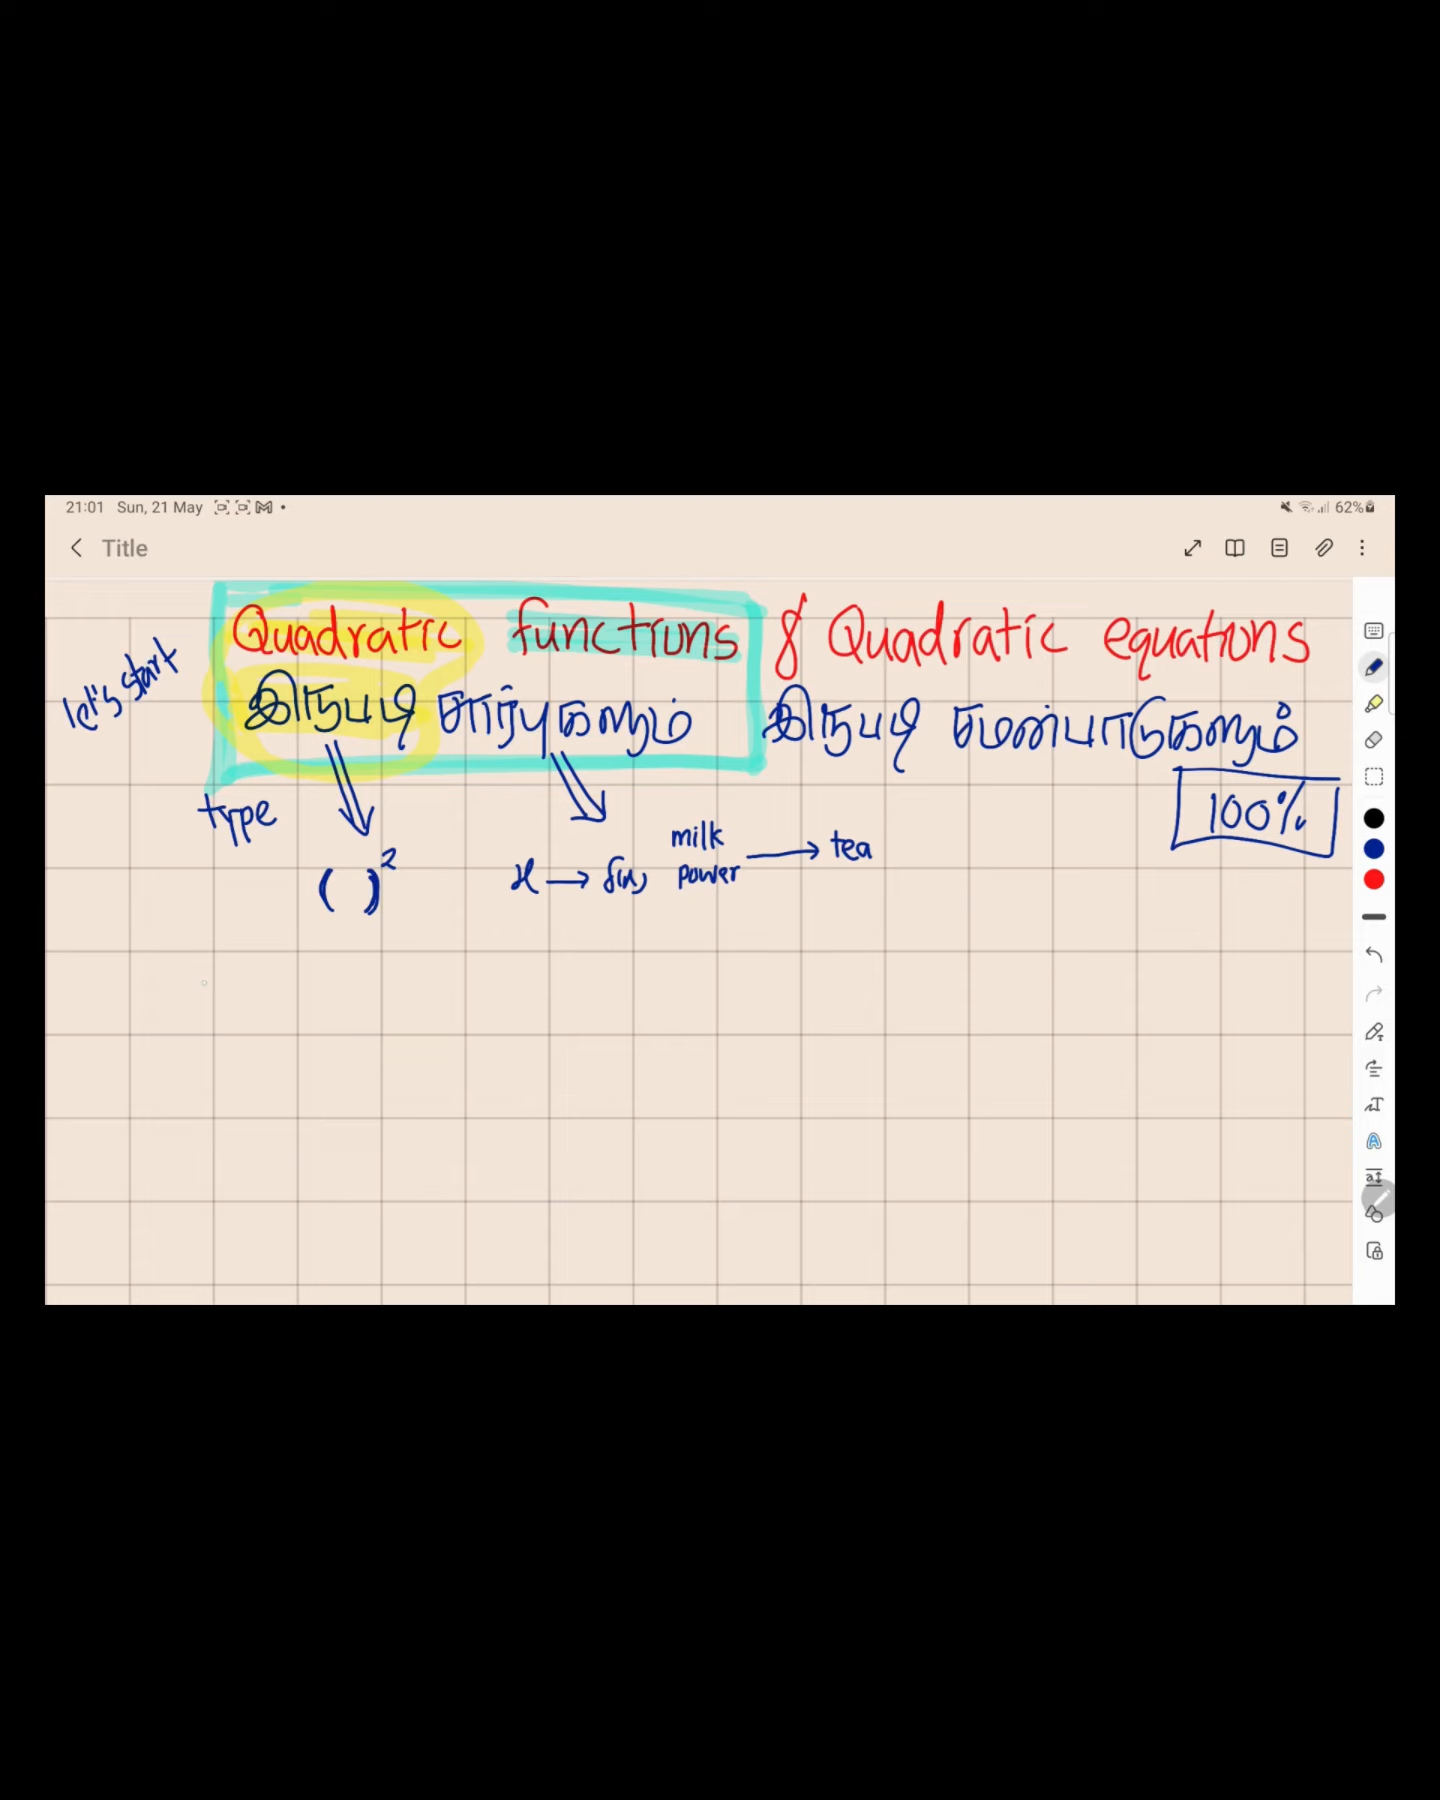 21:01 Sun, 21 May
62%
Title
Quadratic functions & Quadratic equations
let's start
இருபடி சார்புகளும் இருபடி சமன்பாடுகளும்
100%
type
( )²
x → f(x)
milk
power → tea